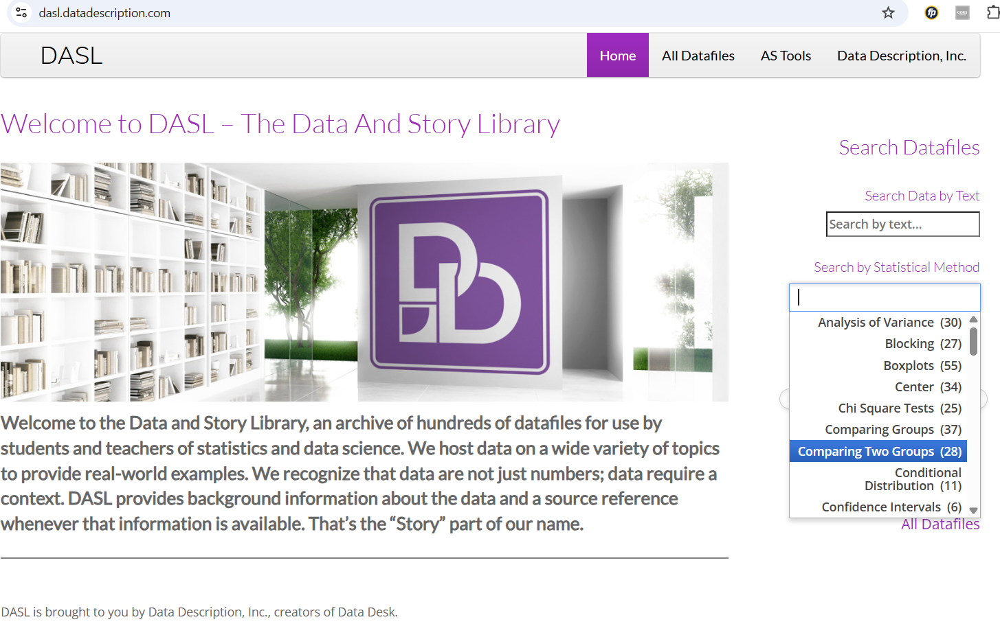 dasl.datadescription.com
DASL
Home
All Datafiles
AS Tools
Data Description, Inc.
Welcome to DASL – The Data And Story Library
Search Datafiles
Search Data by Text
Search by text...
Search by Statistical Method
Analysis of Variance (30)
Blocking (27)
Boxplots (55)
Center (34)
Chi Square Tests (25)
Comparing Groups (37)
Comparing Two Groups (28)
Conditional
Distribution (11)
Confidence Intervals (6)
All Datafiles
Welcome to the Data and Story Library, an archive of hundreds of datafiles for use by
students and teachers of statistics and data science. We host data on a wide variety of topics
to provide real-world examples. We recognize that data are not just numbers; data require a
context. DASL provides background information about the data and a source reference
whenever that information is available. That’s the “Story” part of our name.
DASL is brought to you by Data Description, Inc., creators of Data Desk.